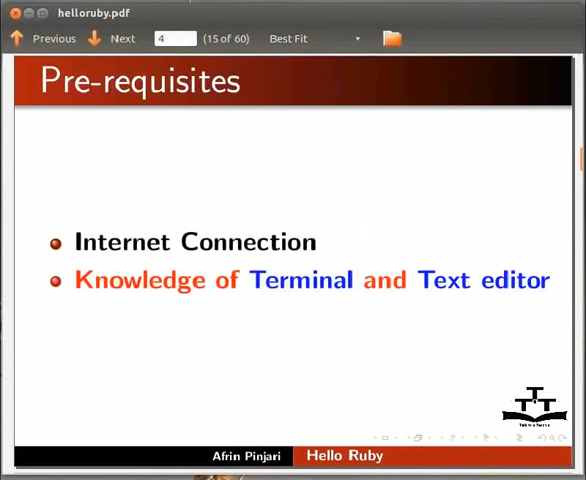 helloruby.pdf
Previous Next 4 (15 of 60) Best Fit
Pre-requisites
Internet Connection
Knowledge of Terminal and Text editor
Afrin Pinjari Hello Ruby